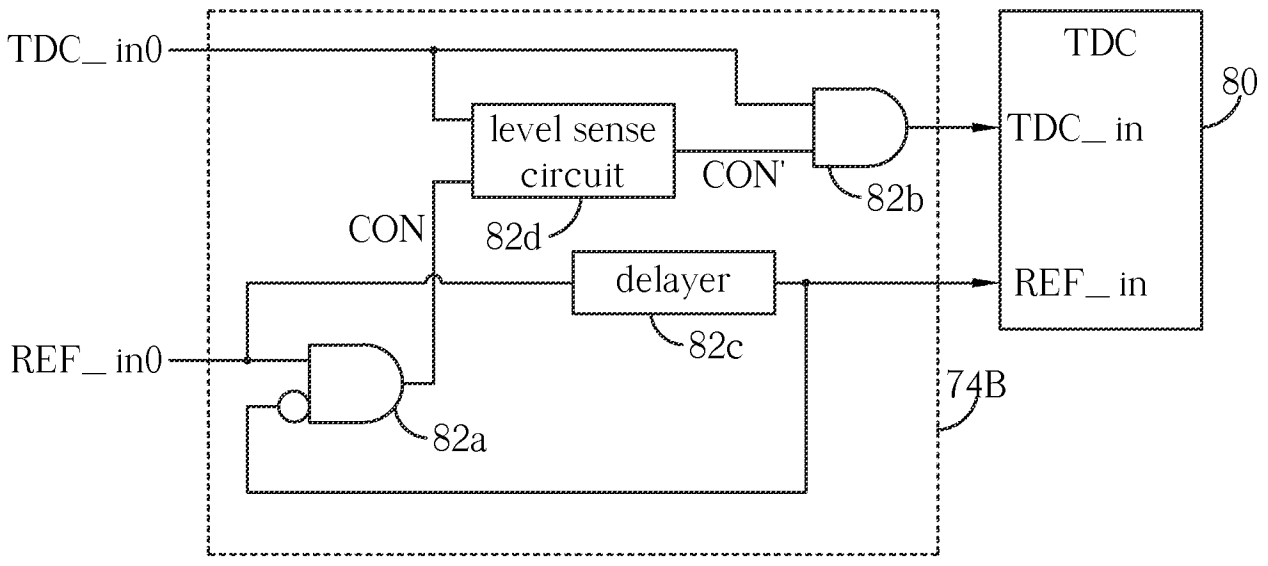 TDC_ in0
TDC
80
level sense
circuit
TDC_ in
CON'
82b
CON
82d
delayer
REF_ in
82c
REF_ in0
74B
82a